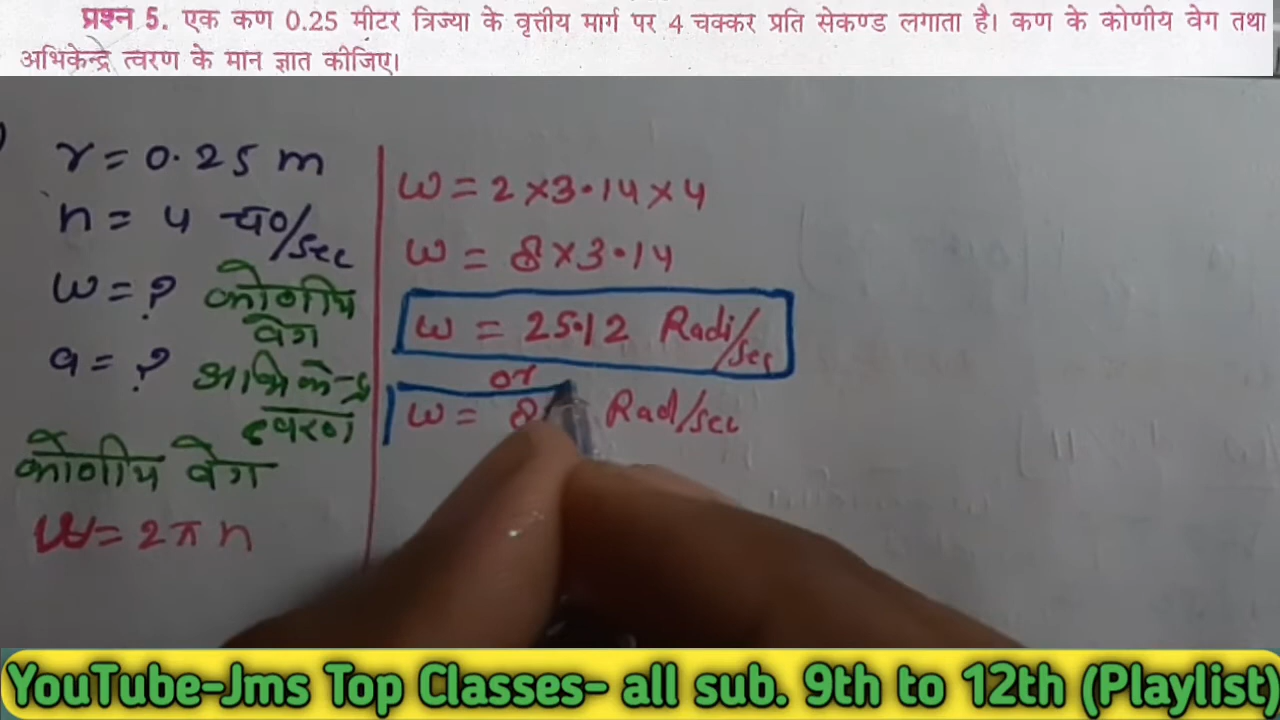 प्रश्न 5. एक कण 0.25 मीटर त्रिज्या के वृत्तीय मार्ग पर 4 चक्कर प्रति सेकण्ड लगाता है। कण के कोणीय वेग तथा
अभिकेन्द्रे त्वरण के मान ज्ञात कीजिए।
r = 0.25 m
n = 4 च०/sec
ω = ? कोणीय
वेग
a = ? अभिकेन्द्र
त्वरण
कोणीय वेग
ω = 2πn
ω = 2×3.14×4
ω = 8×3.14
ω = 25.12 Radi/sec
or
ω = 8 Rad/sec
YouTube-Jms Top Classes- all sub. 9th to 12th (Playlist)